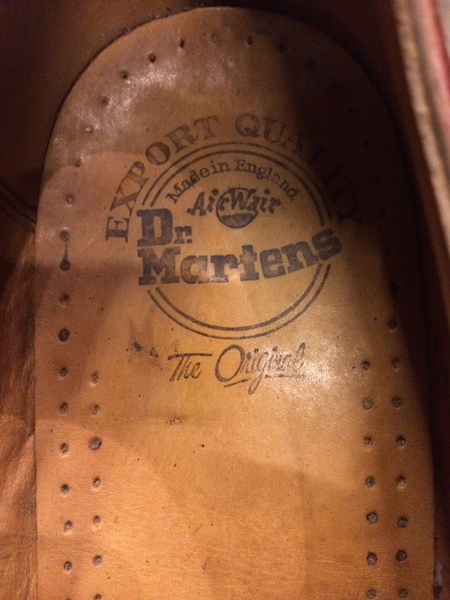 EXPORT QUALITY
Made in England
AirWair
Dr.
Martens
The Original